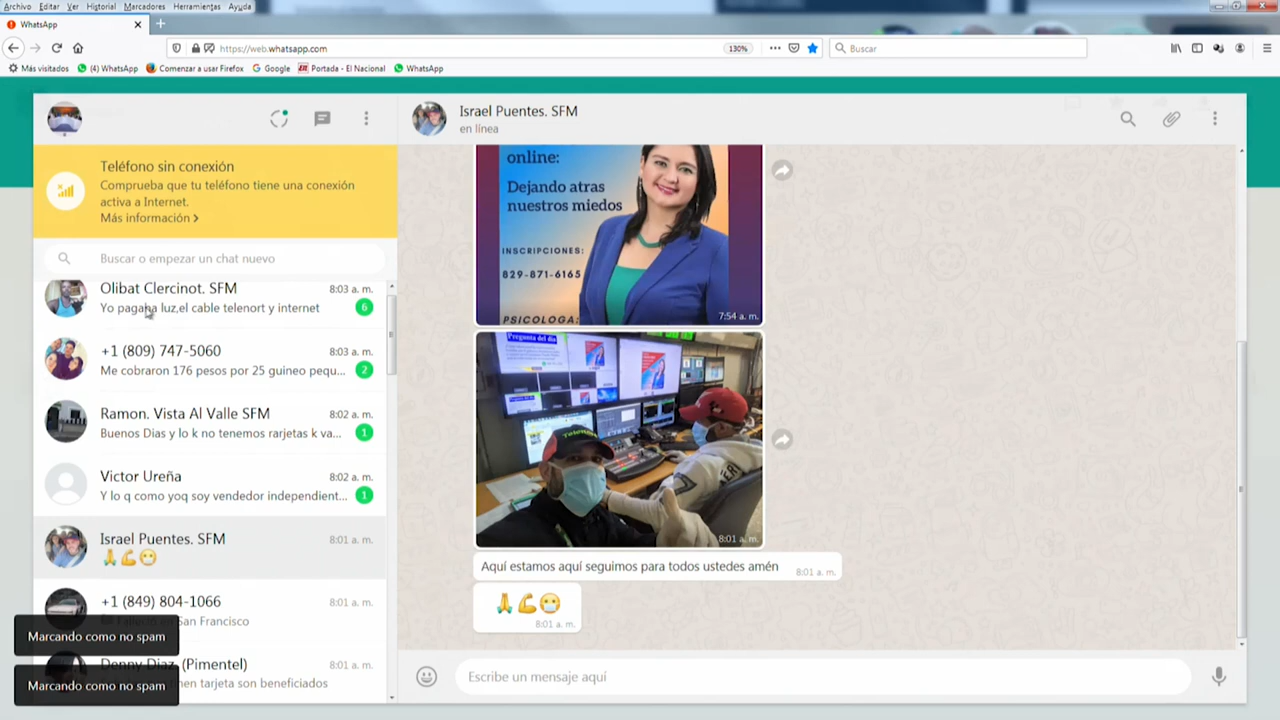 Archivo Editar Ver Historial Marcadores Herramientas Ayuda
WhatsApp
https://web.whatsapp.com
130%
Buscar
Más visitados
(4) WhatsApp
Comenzar a usar Firefox
Google
Portada - El Nacional
WhatsApp
Israel Puentes. SFM
en línea
Teléfono sin conexión
Comprueba que tu teléfono tiene una conexión
activa a Internet.
Más información >
Buscar o empezar un chat nuevo
Olibat Clercinot. SFM
8:03 a. m.
Yo pagaba luz,el cable telenort y internet
6
+1 (809) 747-5060
8:03 a. m.
Me cobraron 176 pesos por 25 guineo pequ...
2
Ramon. Vista Al Valle SFM
8:02 a. m.
Buenos Dias y lo k no tenemos rarjetas k va...
1
Victor Ureña
8:02 a. m.
Y lo q como yoq soy vendedor independient...
1
Israel Puentes. SFM
8:01 a. m.
🙏💪😷
+1 (849) 804-1066
8:01 a. m.
San Francisco
Denny Diaz. (Pimentel)
8:01 a. m.
tarjeta son beneficiados
Marcando como no spam
Marcando como no spam
online:
Dejando atras
nuestros miedos
INSCRIPCIONES:
829-871-6165
PSICOLOGA:
7:54 a. m.
Pregunta del día
8:01 a. m.
Aquí estamos aquí seguimos para todos ustedes amén
8:01 a. m.
🙏💪😷
8:01 a. m.
Escribe un mensaje aquí